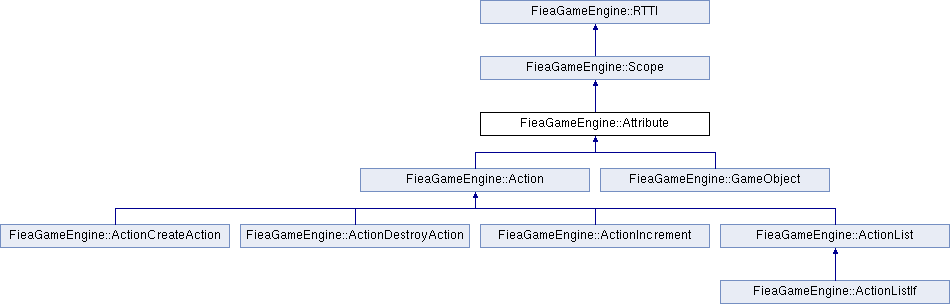 FieaGameEngine::RTTI
FieaGameEngine::Scope
FieaGameEngine::Attribute
FieaGameEngine::Action
FieaGameEngine::GameObject
FieaGameEngine::ActionCreateAction
FieaGameEngine::ActionDestroyAction
FieaGameEngine::ActionIncrement
FieaGameEngine::ActionList
FieaGameEngine::ActionListIf